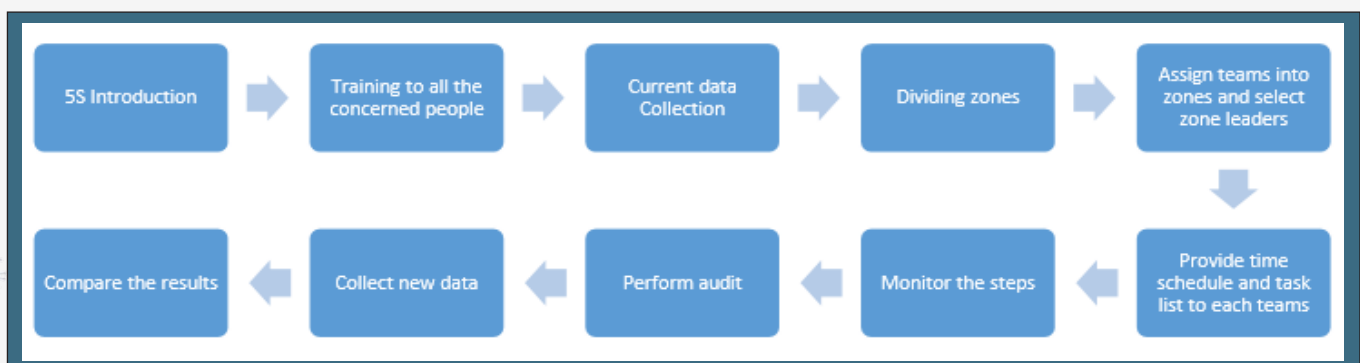 5S Introduction
Training to all the
concerned people
Current data
Collection
Dividing zones
Assign teams into
zones and select
zone leaders
Provide time
schedule and task
list to each teams
Monitor the steps
Perform audit
Collect new data
Compare the results